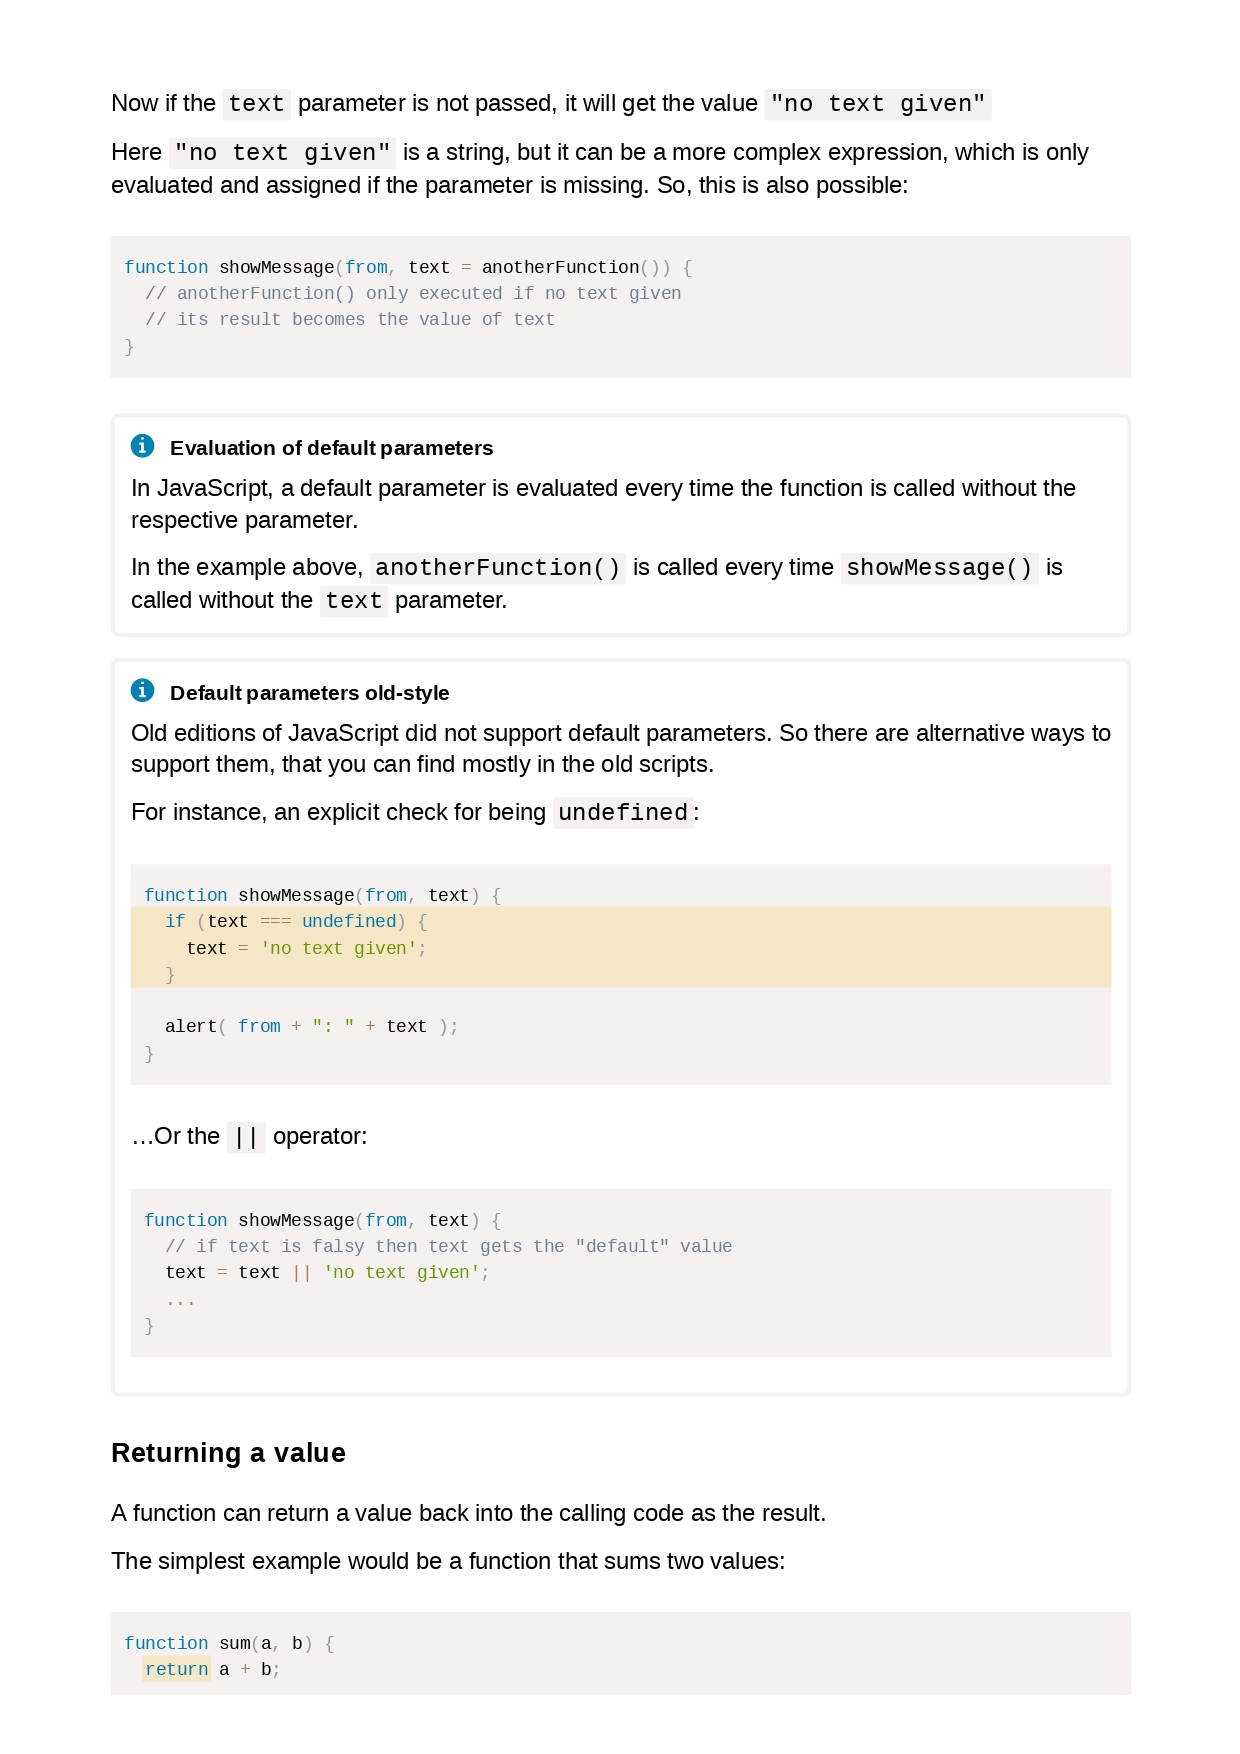 Now if the text parameter is not passed, it will get the value "no text given"
Here "no text given" is a string, but it can be a more complex expression, which is only
evaluated and assigned if the parameter is missing. So, this is also possible:
function showMessage(from, text = anotherFunction()) {
  // anotherFunction() only executed if no text given
  // its result becomes the value of text
}
Evaluation of default parameters
In JavaScript, a default parameter is evaluated every time the function is called without the
respective parameter.
In the example above, anotherFunction() is called every time showMessage() is
called without the text parameter.
Default parameters old-style
Old editions of JavaScript did not support default parameters. So there are alternative ways to
support them, that you can find mostly in the old scripts.
For instance, an explicit check for being undefined:
function showMessage(from, text) {
  if (text === undefined) {
    text = 'no text given';
  }
  alert( from + ": " + text );
}
…Or the || operator:
function showMessage(from, text) {
  // if text is falsy then text gets the "default" value
  text = text || 'no text given';
  ...
}
Returning a value
A function can return a value back into the calling code as the result.
The simplest example would be a function that sums two values:
function sum(a, b) {
  return a + b;